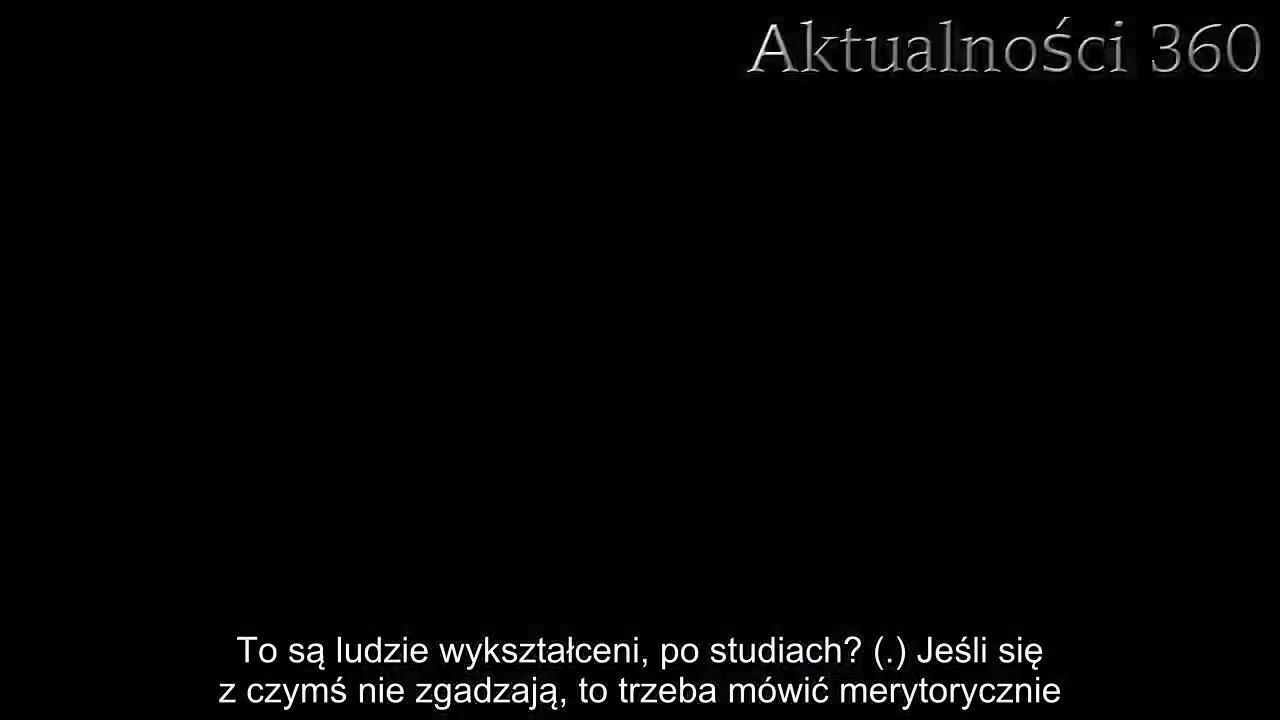 Aktualności 360
To są ludzie wykształceni, po studiach? (.) Jeśli się
z czymś nie zgadzają, to trzeba mówić merytorycznie